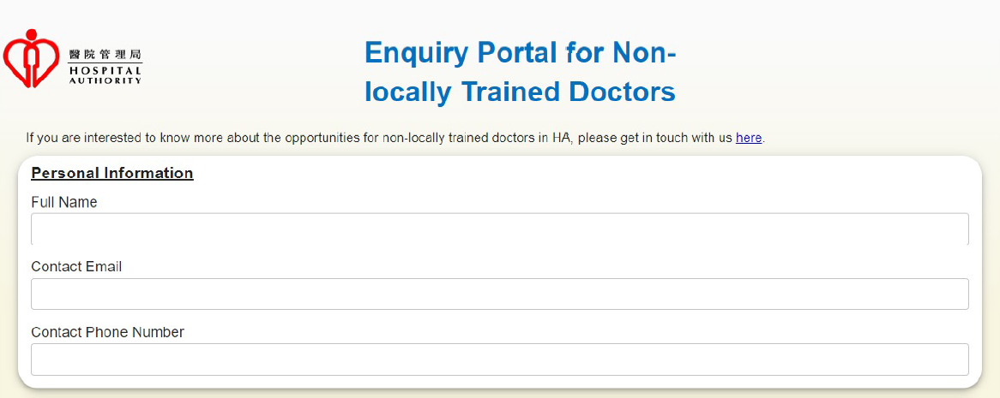 醫院管理局
HOSPITAL
AUTHORITY
Enquiry Portal for Non-
locally Trained Doctors
If you are interested to know more about the opportunities for non-locally trained doctors in HA, please get in touch with us here.
Personal Information
Full Name
Contact Email
Contact Phone Number